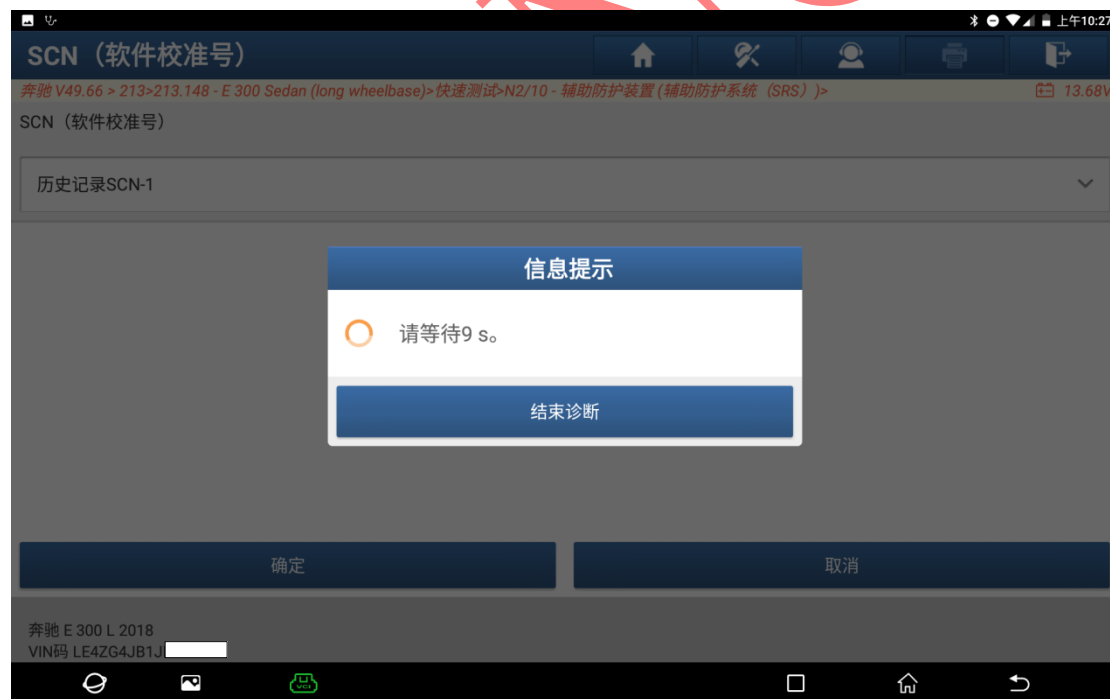 上午10:27
SCN（软件校准号）
奔驰 V49.66 > 213>213.148 - E 300 Sedan (long wheelbase)>快速测试>N2/10 - 辅助防护装置 (辅助防护系统（SRS）)>
13.68V
SCN（软件校准号）
历史记录SCN-1
信息提示
请等待9 s。
结束诊断
确定
取消
奔驰 E 300 L 2018
VIN码 LE4ZG4JB1J
VCI